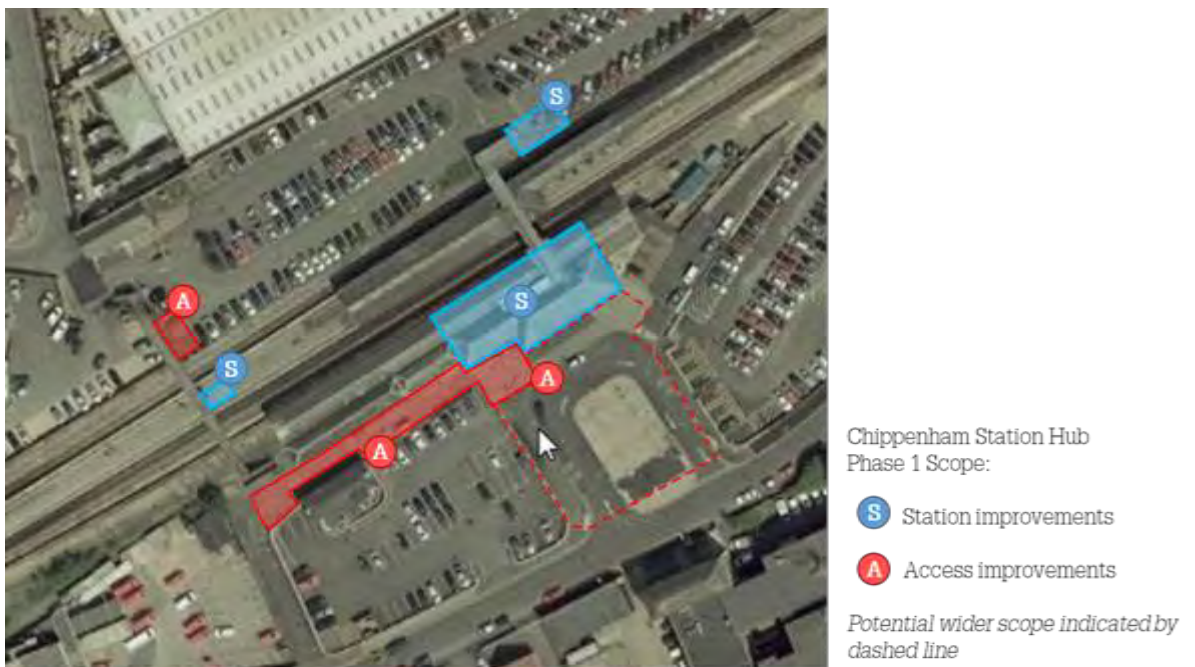 S
S
A
S
A
A
Chippenham Station Hub
Phase 1 Scope:
S Station improvements
A Access improvements
Potential wider scope indicated by
dashed line